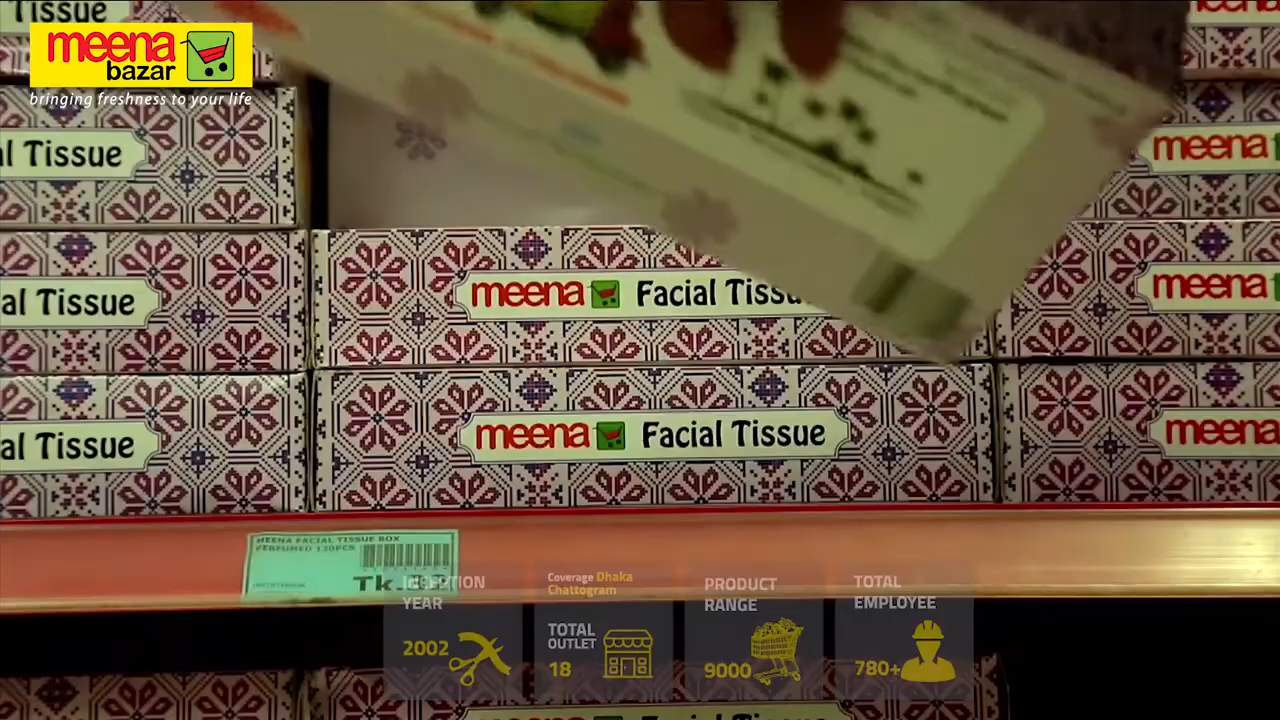 Tissue
meena
bazar
bringing freshness to your life
al Tissue
meena
meena Facial Tissu
al Tissue
meena
meena Facial Tissue
al Tissue
meena
MEENA FACIAL TISSUE BOX
PERFUMED 120PCS
Tk.
INCEPTION
YEAR
2002
Coverage Dhaka
Chattogram
TOTAL
OUTLET
18
PRODUCT
RANGE
9000
TOTAL
EMPLOYEE
780+